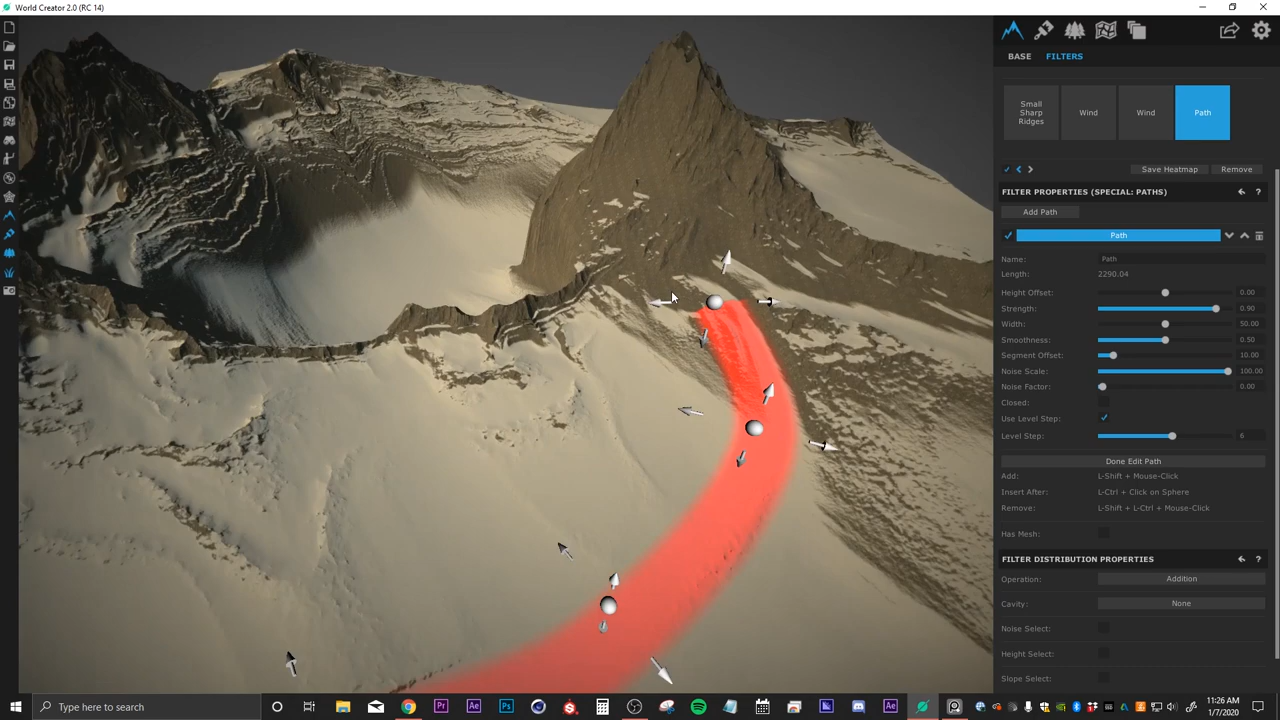 World Creator 2.0 (RC 14)
BASE FILTERS
Small Sharp Ridges
Wind
Wind
Path
Save Heatmap Remove
FILTER PROPERTIES (SPECIAL: PATHS) ?
Add Path
Path
Name: Path
Length: 2290.04
Height Offset: 0.00
Strength: 0.90
Width: 50.00
Smoothness: 0.50
Segment Offset: 10.00
Noise Scale: 100.00
Noise Factor: 0.00
Closed:
Use Level Step:
Level Step: 6
Done Edit Path
Add: L-Shift + Mouse-Click
Insert After: L-Ctrl + Click on Sphere
Remove: L-Shift + L-Ctrl + Mouse-Click
Has Mesh:
FILTER DISTRIBUTION PROPERTIES ?
Operation: Addition
Cavity: None
Noise Select:
Height Select:
Slope Select:
Type here to search
Pr Ae Ps Ae
11:26 AM
1/7/2020